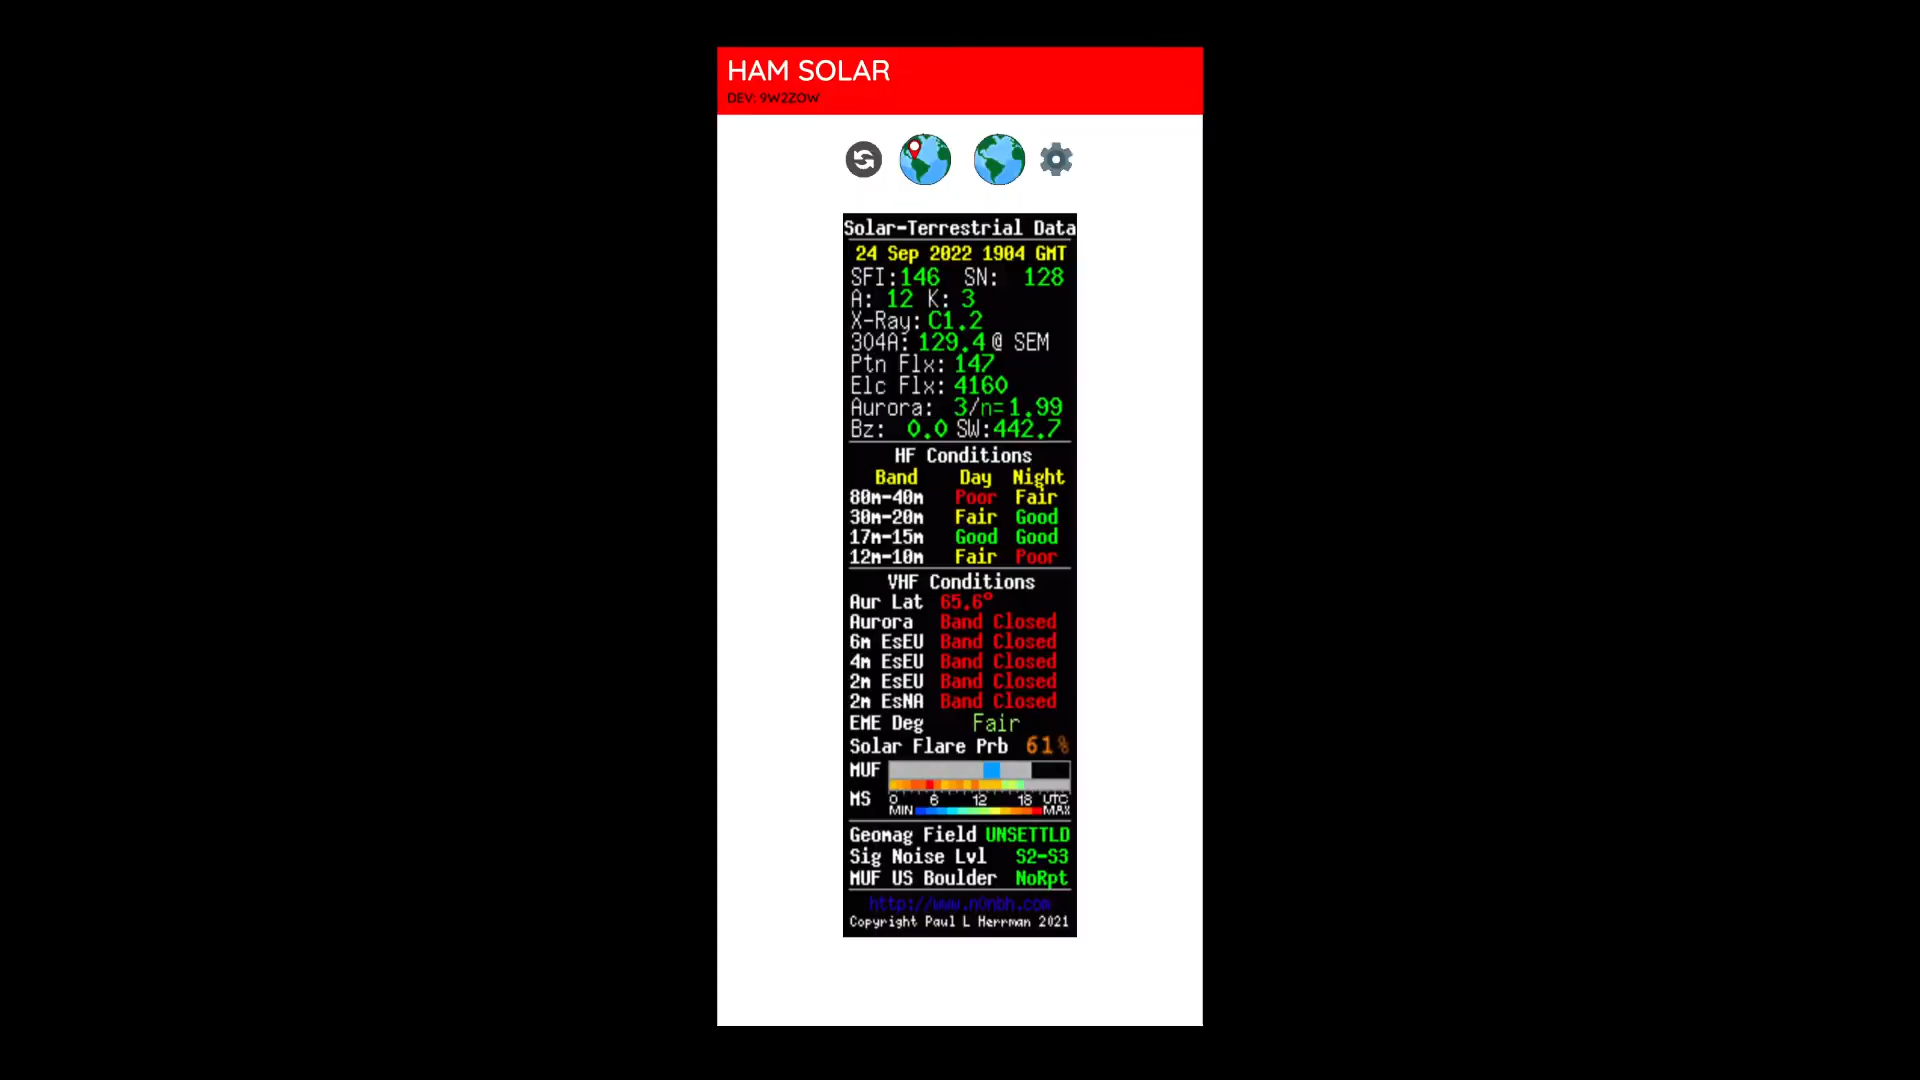 HAM SOLAR
DEV: 9W2ZOW
Solar-Terrestrial Data
24 Sep 2022 1904 GMT
SFI:146 SN: 128
A: 12 K: 3
X-Ray: C1.2
304A: 129.4 @ SEM
Ptn Flx: 147
Elc Flx: 4160
Aurora: 3/n=1.99
Bz: 0.0 SW:442.7
HF Conditions
Band Day Night
80m-40m Poor Fair
30m-20m Fair Good
17m-15m Good Good
12m-10m Fair Poor
VHF Conditions
Aur Lat 65.6°
Aurora Band Closed
6m EsEU Band Closed
4m EsEU Band Closed
2m EsEU Band Closed
2m EsNA Band Closed
EME Deg Fair
Solar Flare Prb 61%
MUF
MS 0 6 12 18 UTC
MIN MAX
Geomag Field UNSETTLD
Sig Noise Lvl S2-S3
MUF US Boulder NoRpt
http://www.n0nbh.com
Copyright Paul L Herrman 2021